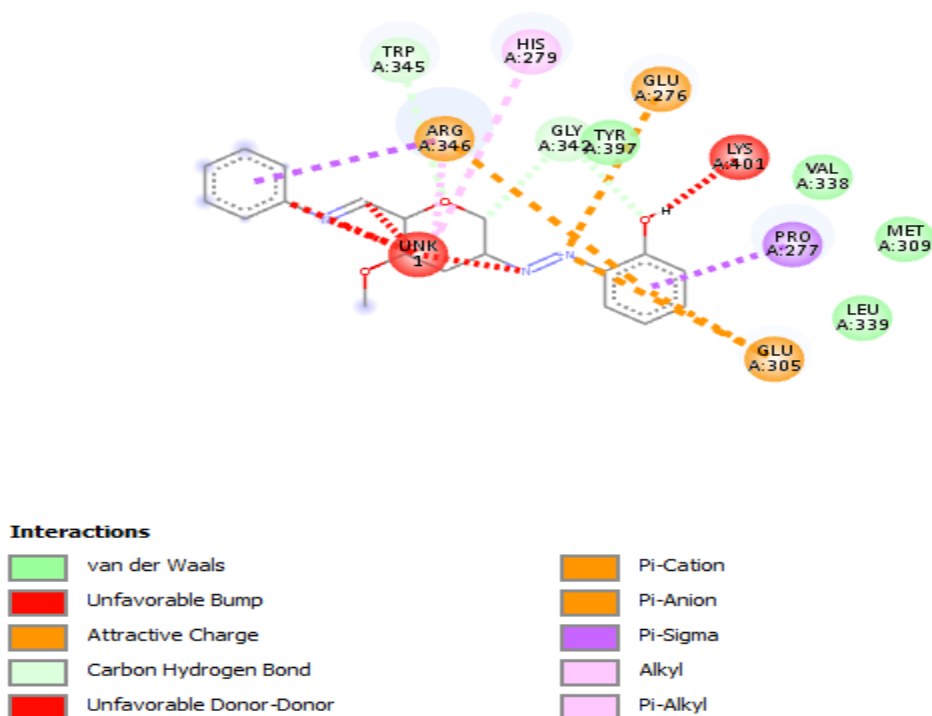 TRP
A:345
HIS
A:279
GLU
A:276
ARG
A:346
GLY
A:342
TYR
A:397
LYS
A:401
VAL
A:338
H
O
MET
A:309
PRO
A:277
UNK
1
O
O
N
N
LEU
A:339
GLU
A:305
Interactions
van der Waals
Unfavorable Bump
Attractive Charge
Carbon Hydrogen Bond
Unfavorable Donor-Donor
Pi-Cation
Pi-Anion
Pi-Sigma
Alkyl
Pi-Alkyl